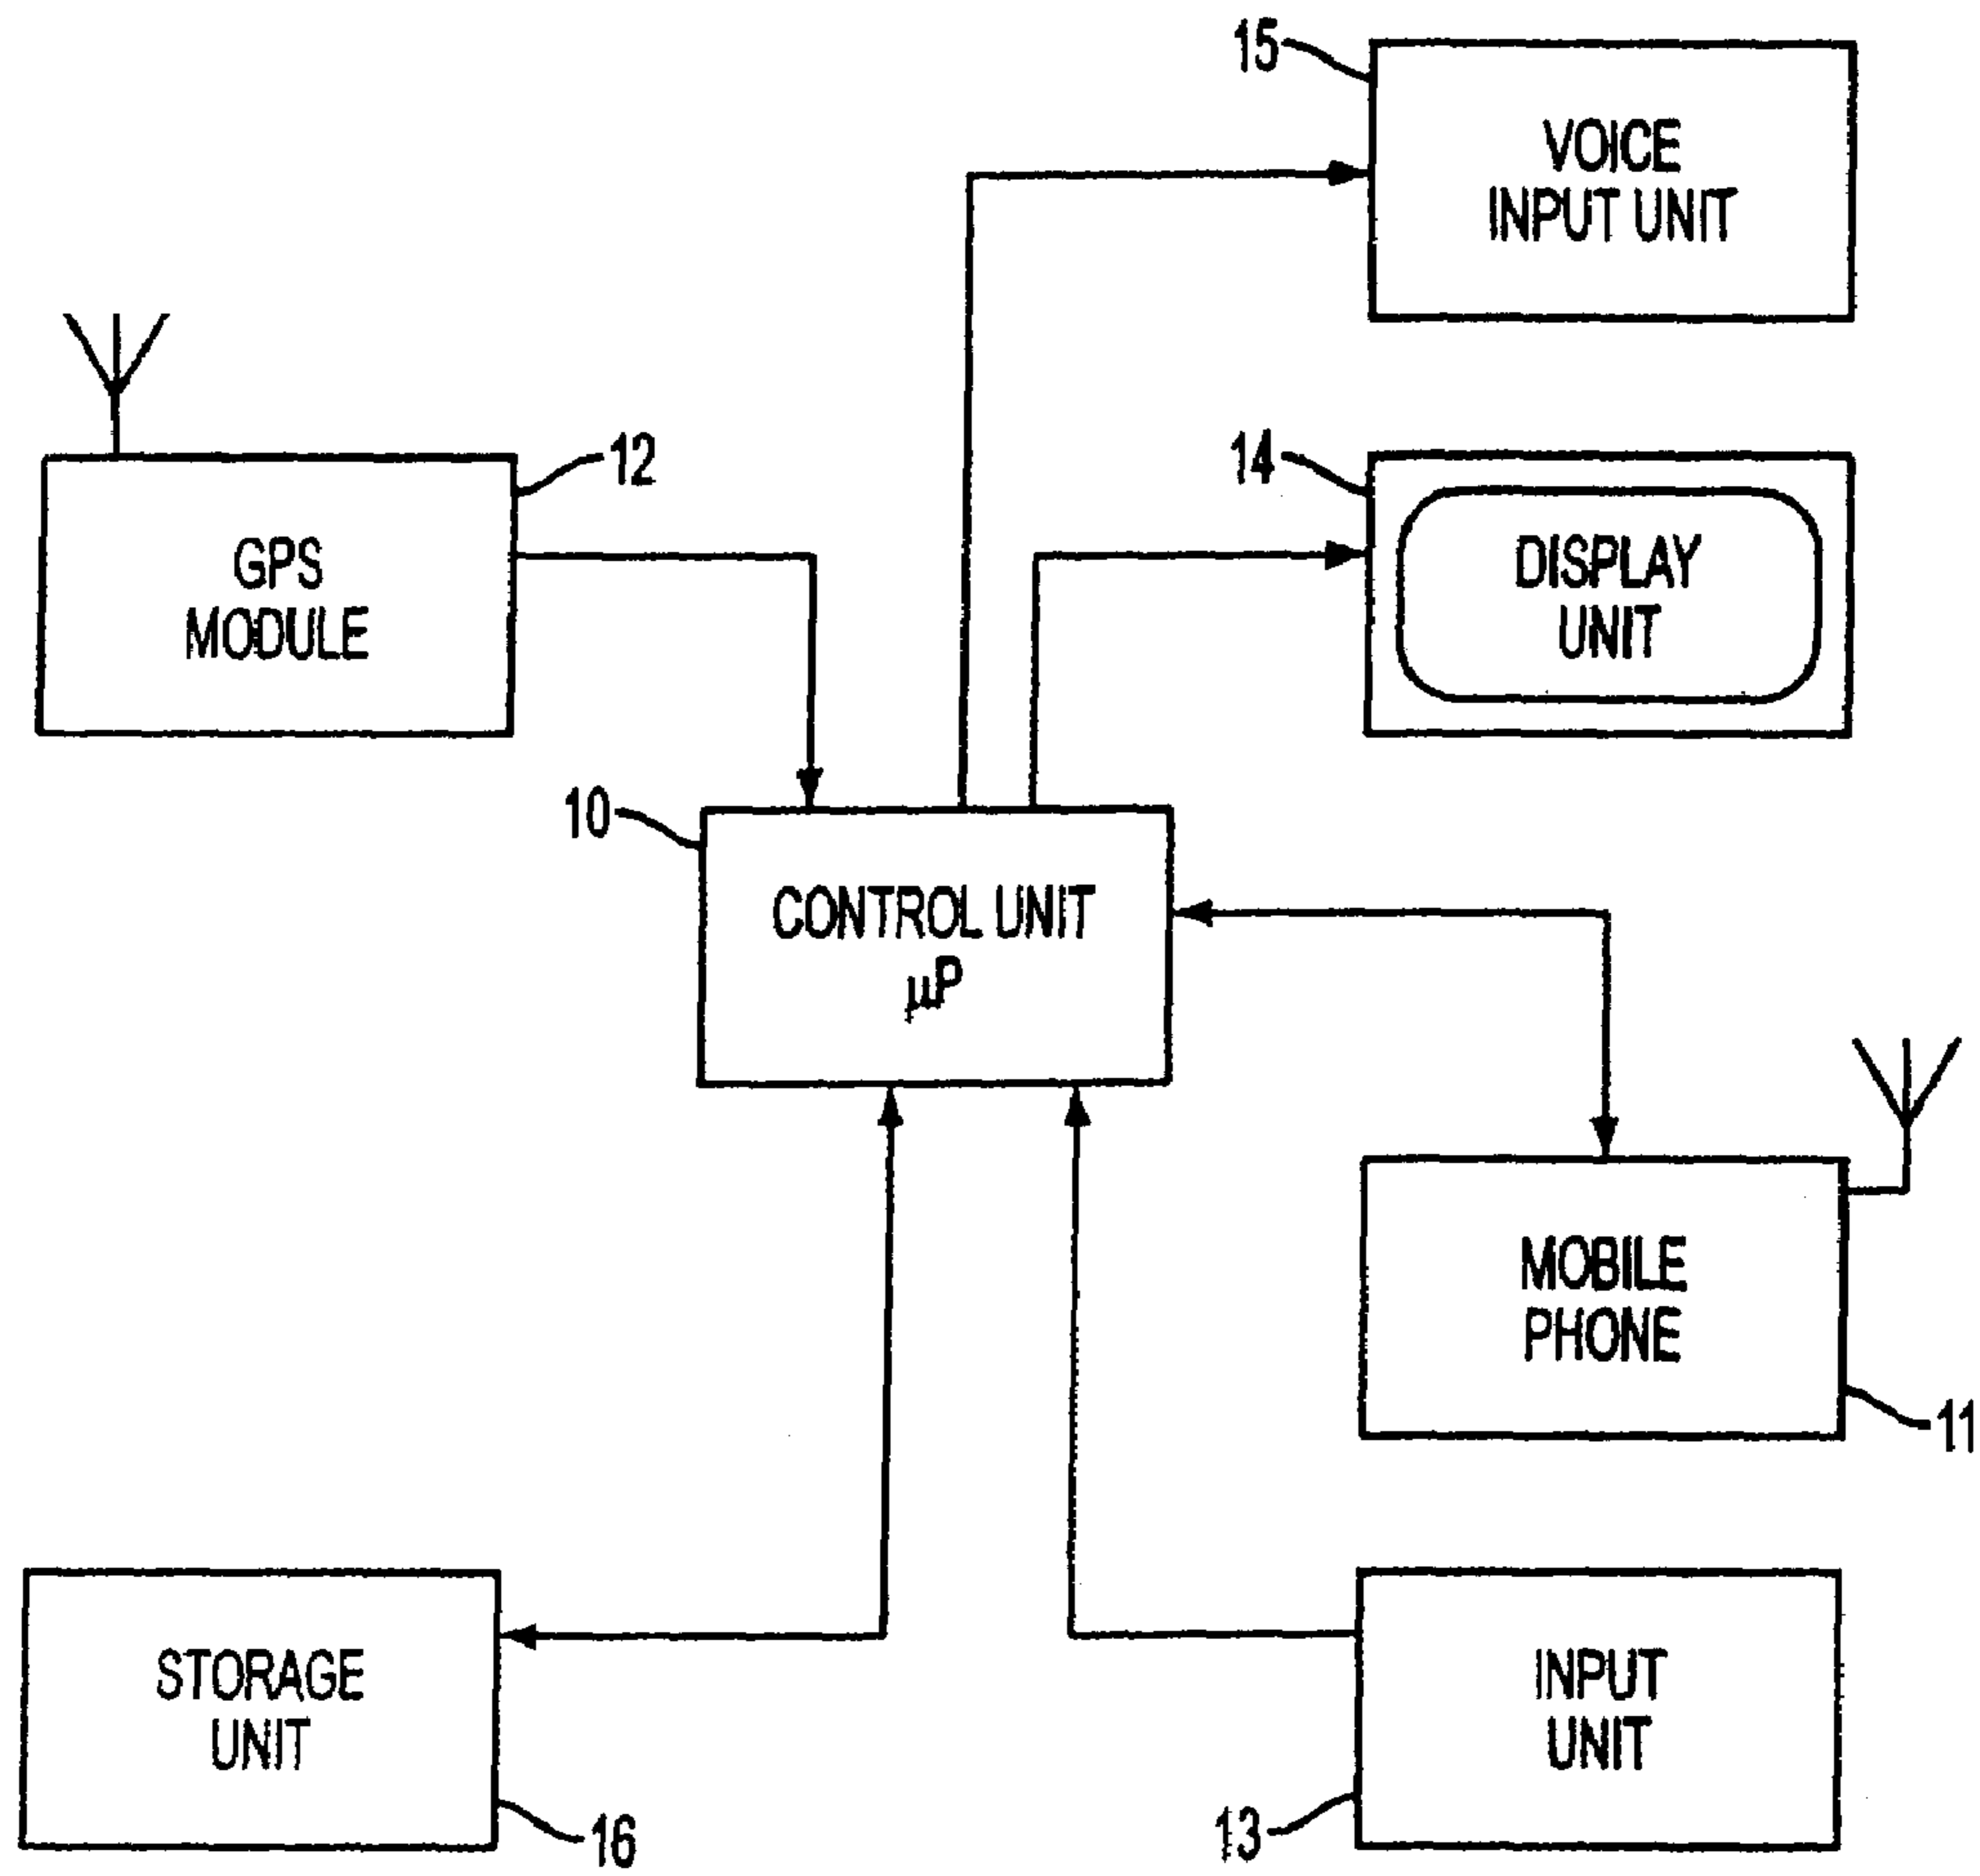 15
VOICE
INPUT UNIT
12
GPS
MODULE
14
DISPLAY
UNIT
10
CONTROL UNIT
µP
MOBILE
PHONE
11
STORAGE
UNIT
16
INPUT
UNIT
13